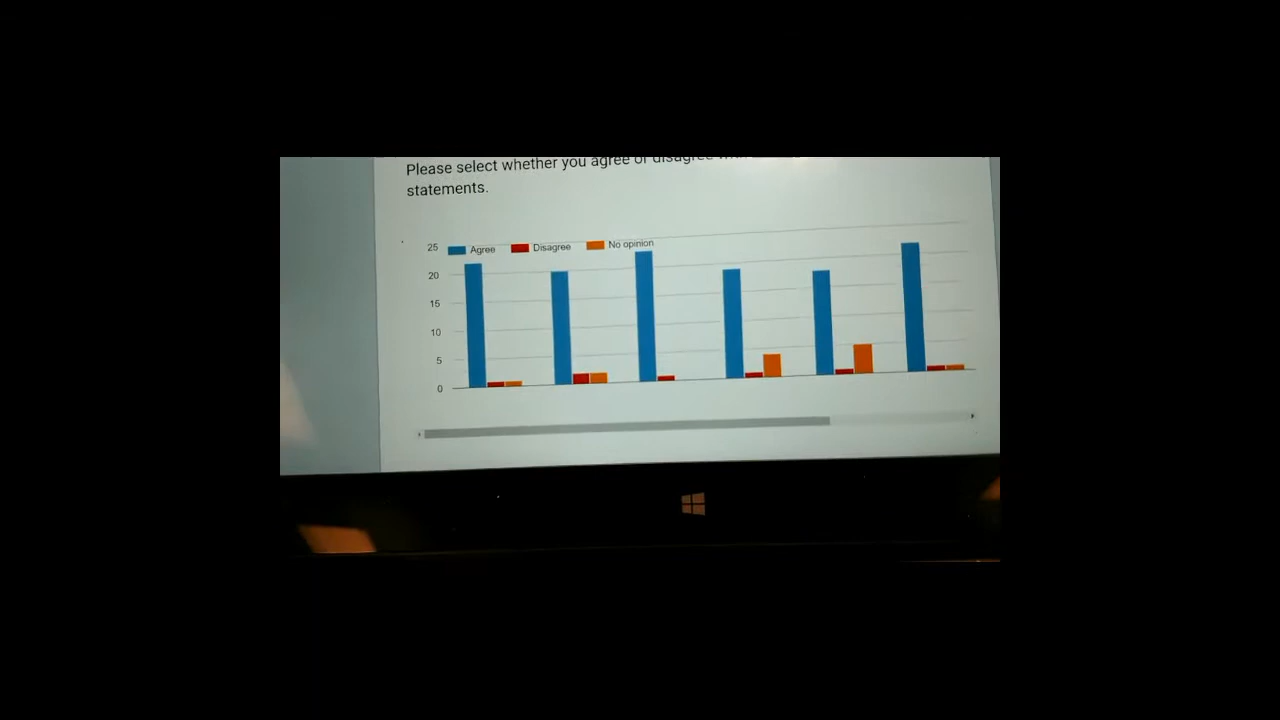 Please select whether you agree or disagree
statements.
25
Agree
Disagree
No opinion
20
15
10
5
0